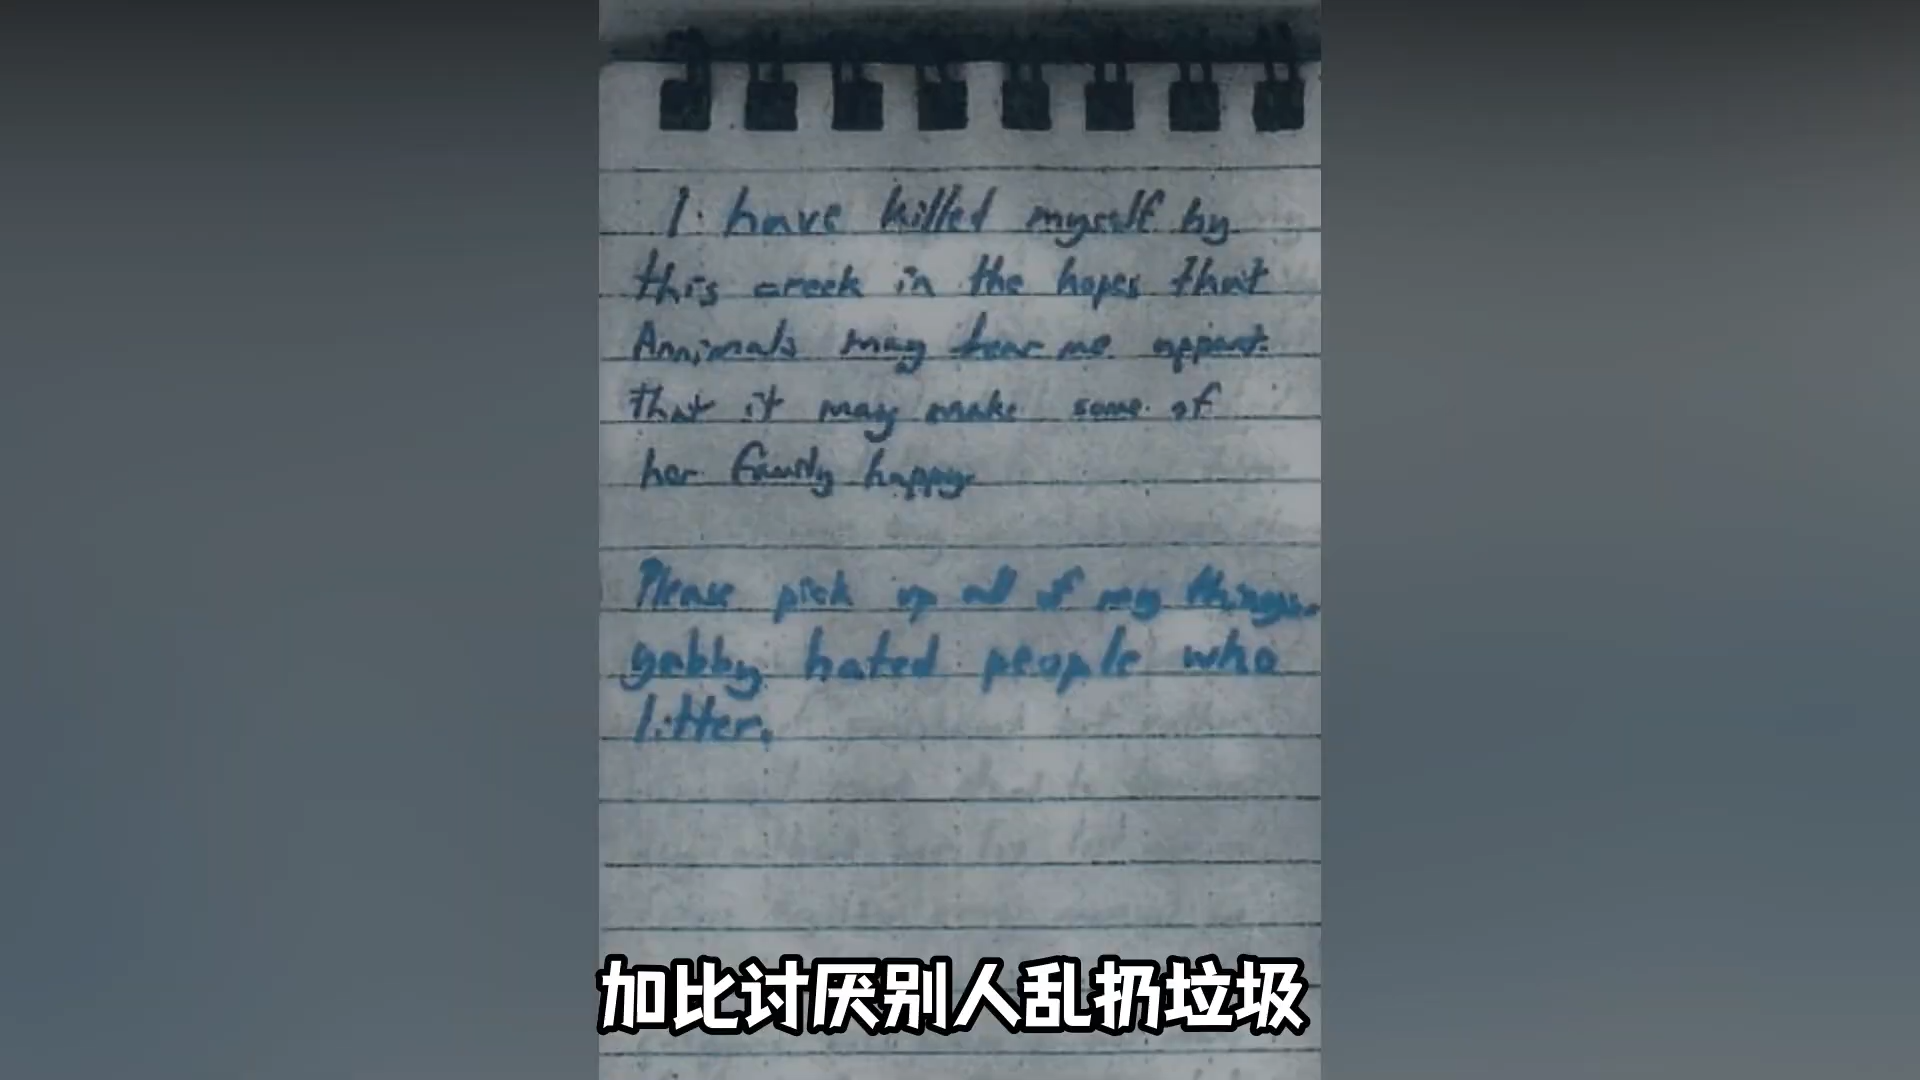 I have killed myself by
this creek in the hopes that
Annimals may tear me appart.
that it may make some of
her family happy.
Please pick up all of my things.
gabby hated people who
litter.
加比讨厌别人乱扔垃圾